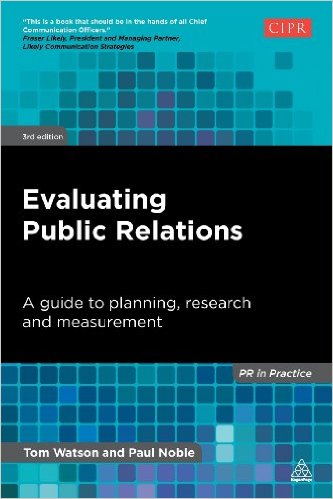 "This is a book that should be in the hands of all Chief
Communication Officers."
Fraser Likely, President and Managing Partner,
Likely Communication Strategies
CIPR
3rd edition
Evaluating
Public Relations
A guide to planning, research
and measurement
PR in Practice
Tom Watson and Paul Noble
KoganPage